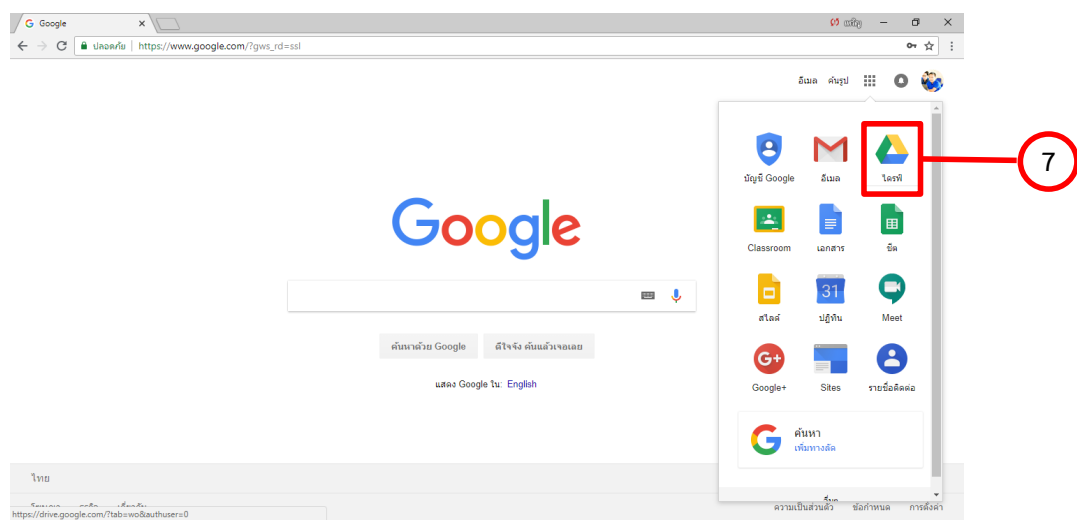 Google
เหรัญ
ปลอดภัย
https://www.google.com/?gws_rd=ssl
อีเมล ค้นรูป
บัญชี Google อีเมล ไดรฟ์
Classroom เอกสาร ชีต
31
สไลด์ ปฏิทิน Meet
G+
Google+ Sites รายชื่อติดต่อ
ค้นหา
เพิ่มทางลัด
7
Google
ค้นหาด้วย Google ดีใจจัง ค้นแล้วเจอเลย
แสดง Google ใน: English
ไทย
ความเป็นส่วนตัว ข้อกำหนด การตั้งค่า
https://drive.google.com/?tab=wo&authuser=0